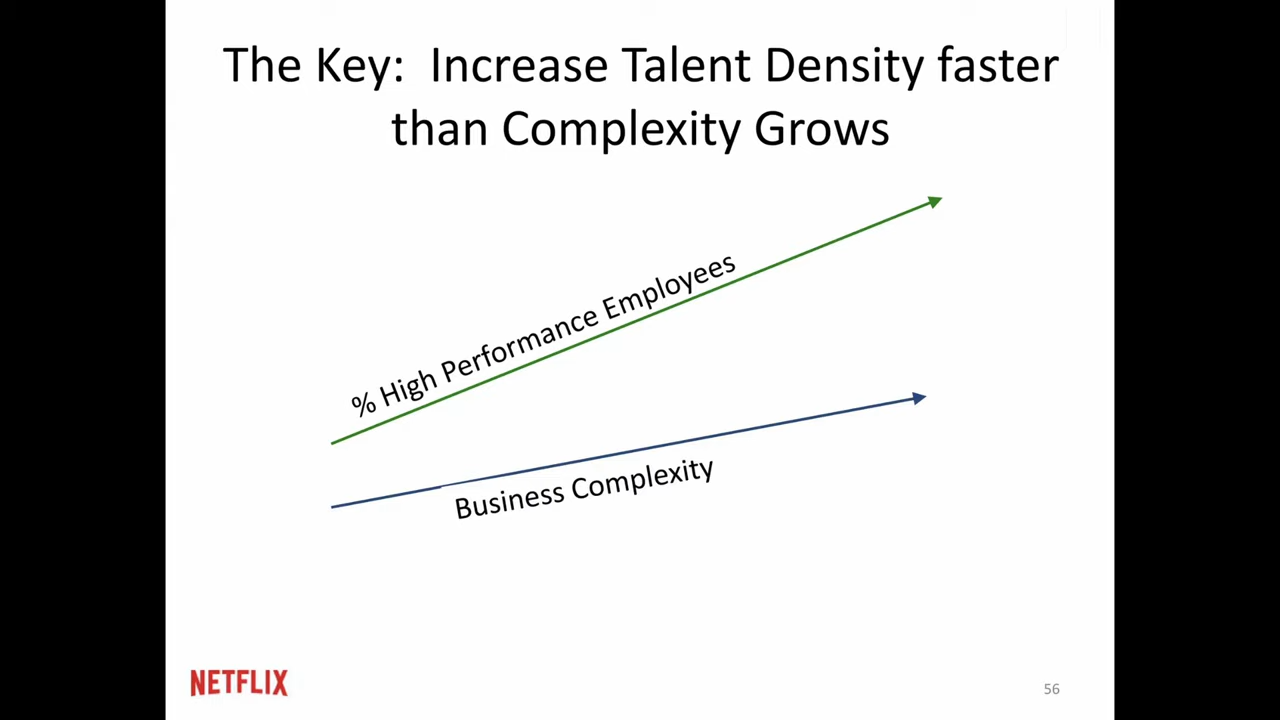 The Key:  Increase Talent Density faster
than Complexity Grows
% High Performance Employees
Business Complexity
NETFLIX
56